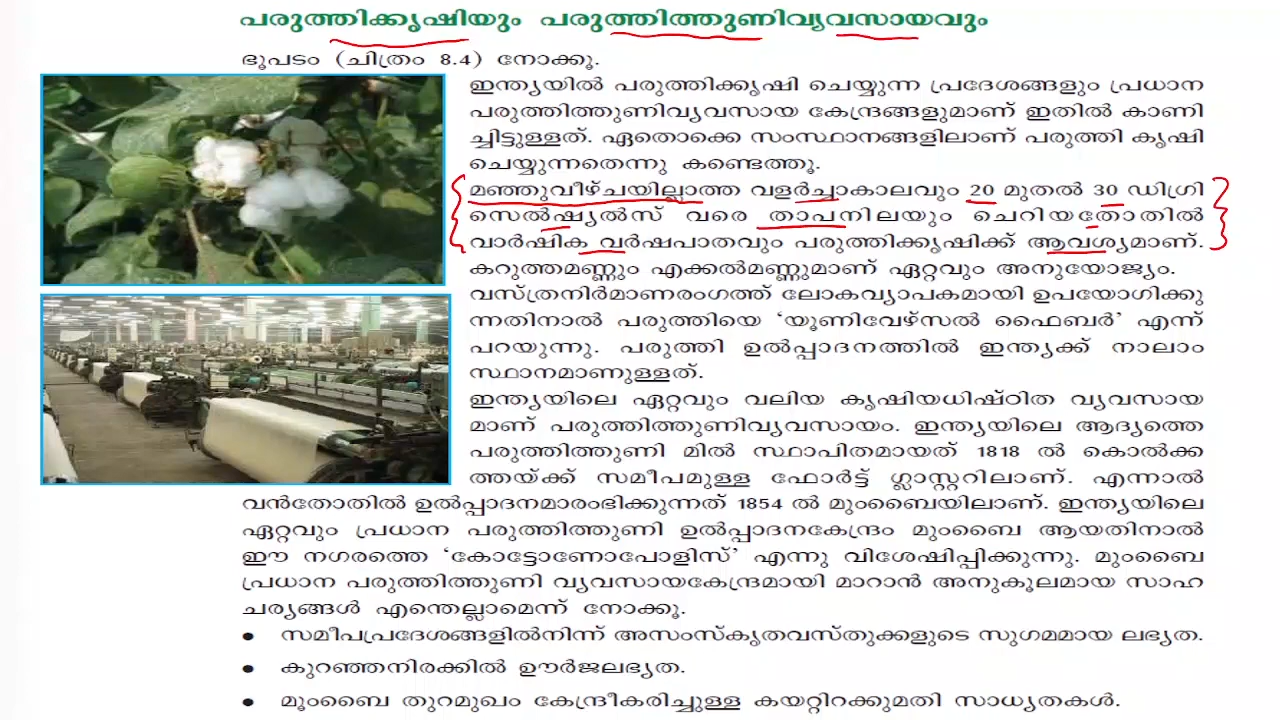 പരുത്തിക്കൃഷിയും പരുത്തിത്തുണിവ്യവസായവും
ഭൂപടം (ചിത്രം 8.4) നോക്കൂ.
ഇന്ത്യയിൽ പരുത്തിക്കൃഷി ചെയ്യുന്ന പ്രദേശങ്ങളും പ്രധാന
പരുത്തിത്തുണിവ്യവസായ കേന്ദ്രങ്ങളുമാണ് ഇതിൽ കാണി
ച്ചിട്ടുള്ളത്. ഏതൊക്കെ സംസ്ഥാനങ്ങളിലാണ് പരുത്തി കൃഷി
ചെയ്യുന്നതെന്നു കണ്ടെത്തൂ.
മഞ്ഞുവീഴ്ചയില്ലാത്ത വളർച്ചാകാലവും 20 മുതൽ 30 ഡിഗ്രി
സെൽഷ്യൽസ് വരെ താപനിലയും ചെറിയതോതിൽ
വാർഷിക വർഷപാതവും പരുത്തിക്കൃഷിക്ക് ആവശ്യമാണ്.
കറുത്തമണ്ണും എക്കൽമണ്ണുമാണ് ഏറ്റവും അനുയോജ്യം.
വസ്ത്രനിർമാണരംഗത്ത് ലോകവ്യാപകമായി ഉപയോഗിക്കു
ന്നതിനാൽ പരുത്തിയെ ‘യൂണിവേഴ്സൽ ഫൈബർ’ എന്ന്
പറയുന്നു. പരുത്തി ഉൽപ്പാദനത്തിൽ ഇന്ത്യക്ക് നാലാം
സ്ഥാനമാണുള്ളത്.
ഇന്ത്യയിലെ ഏറ്റവും വലിയ കൃഷിയധിഷ്ഠിത വ്യവസായ
മാണ് പരുത്തിത്തുണിവ്യവസായം. ഇന്ത്യയിലെ ആദ്യത്തെ
പരുത്തിത്തുണി മിൽ സ്ഥാപിതമായത് 1818 ൽ കൊൽക്ക
ത്തയ്ക്ക് സമീപമുള്ള ഫോർട്ട് ഗ്ലാസ്റ്ററിലാണ്. എന്നാൽ
വൻതോതിൽ ഉൽപ്പാദനമാരംഭിക്കുന്നത് 1854 ൽ മുംബൈയിലാണ്. ഇന്ത്യയിലെ
ഏറ്റവും പ്രധാന പരുത്തിത്തുണി ഉൽപ്പാദനകേന്ദ്രം മുംബൈ ആയതിനാൽ
ഈ നഗരത്തെ ‘കോട്ടോണോപോളിസ്’ എന്നു വിശേഷിപ്പിക്കുന്നു. മുംബൈ
പ്രധാന പരുത്തിത്തുണി വ്യവസായകേന്ദ്രമായി മാറാൻ അനുകൂലമായ സാഹ
ചര്യങ്ങൾ എന്തെല്ലാമെന്ന് നോക്കൂ.
• സമീപപ്രദേശങ്ങളിൽനിന്ന് അസംസ്കൃതവസ്തുക്കളുടെ സുഗമമായ ലഭ്യത.
• കുറഞ്ഞനിരക്കിൽ ഊർജലഭ്യത.
• മുംബൈ തുറമുഖം കേന്ദ്രീകരിച്ചുള്ള കയറ്റിറക്കുമതി സാധ്യതകൾ.